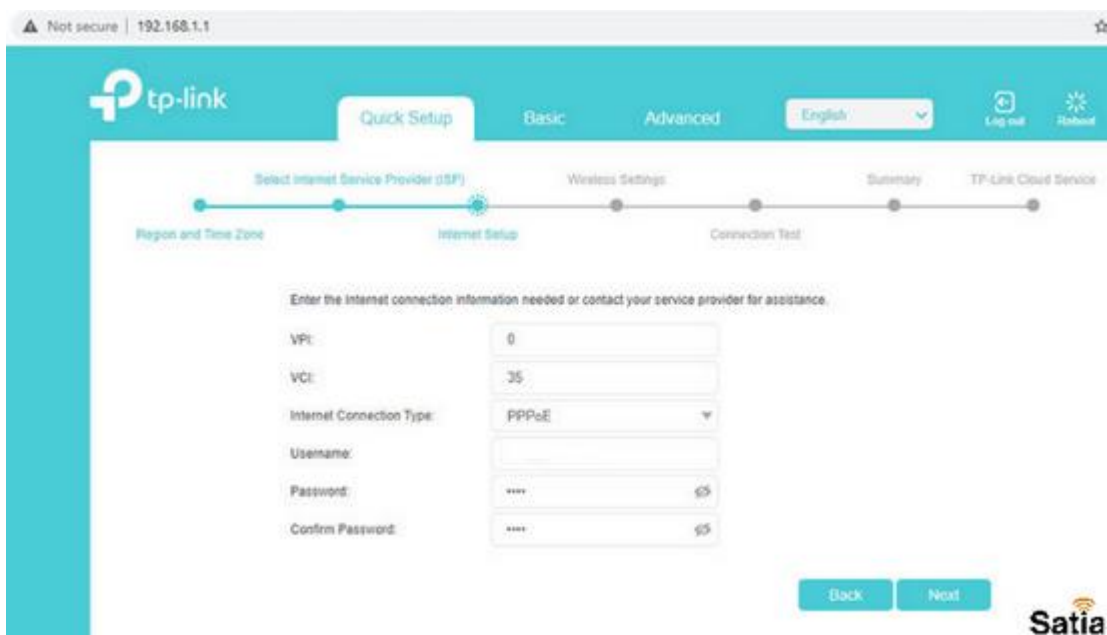 Not secure | 192.168.1.1
tp-link
Quick Setup Basic Advanced English Log out Reboot
Select Internet Service Provider (ISP) Wireless Settings Summary TP-Link Cloud Service
Region and Time Zone Internet Setup Connection Test
Enter the internet connection information needed or contact your service provider for assistance.
VPI: 0
VCI: 35
Internet Connection Type: PPPoE
Username:
Password: ••••
Confirm Password: ••••
Back Next
Satia